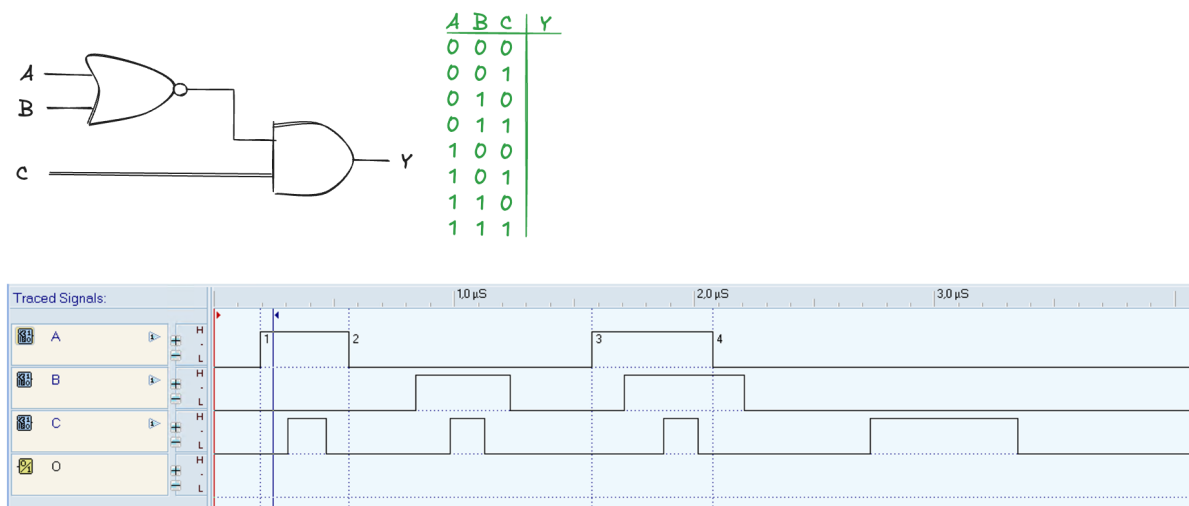 A B C Y
0 0 0
0 0 1
0 1 0
0 1 1
1 0 0
1 0 1
1 1 0
1 1 1
A
B
C
Y
Traced Signals:
1,0 µS 2,0 µS 3,0 µS
A H - L 1 2 3 4
B H - L
C H - L
O H - L